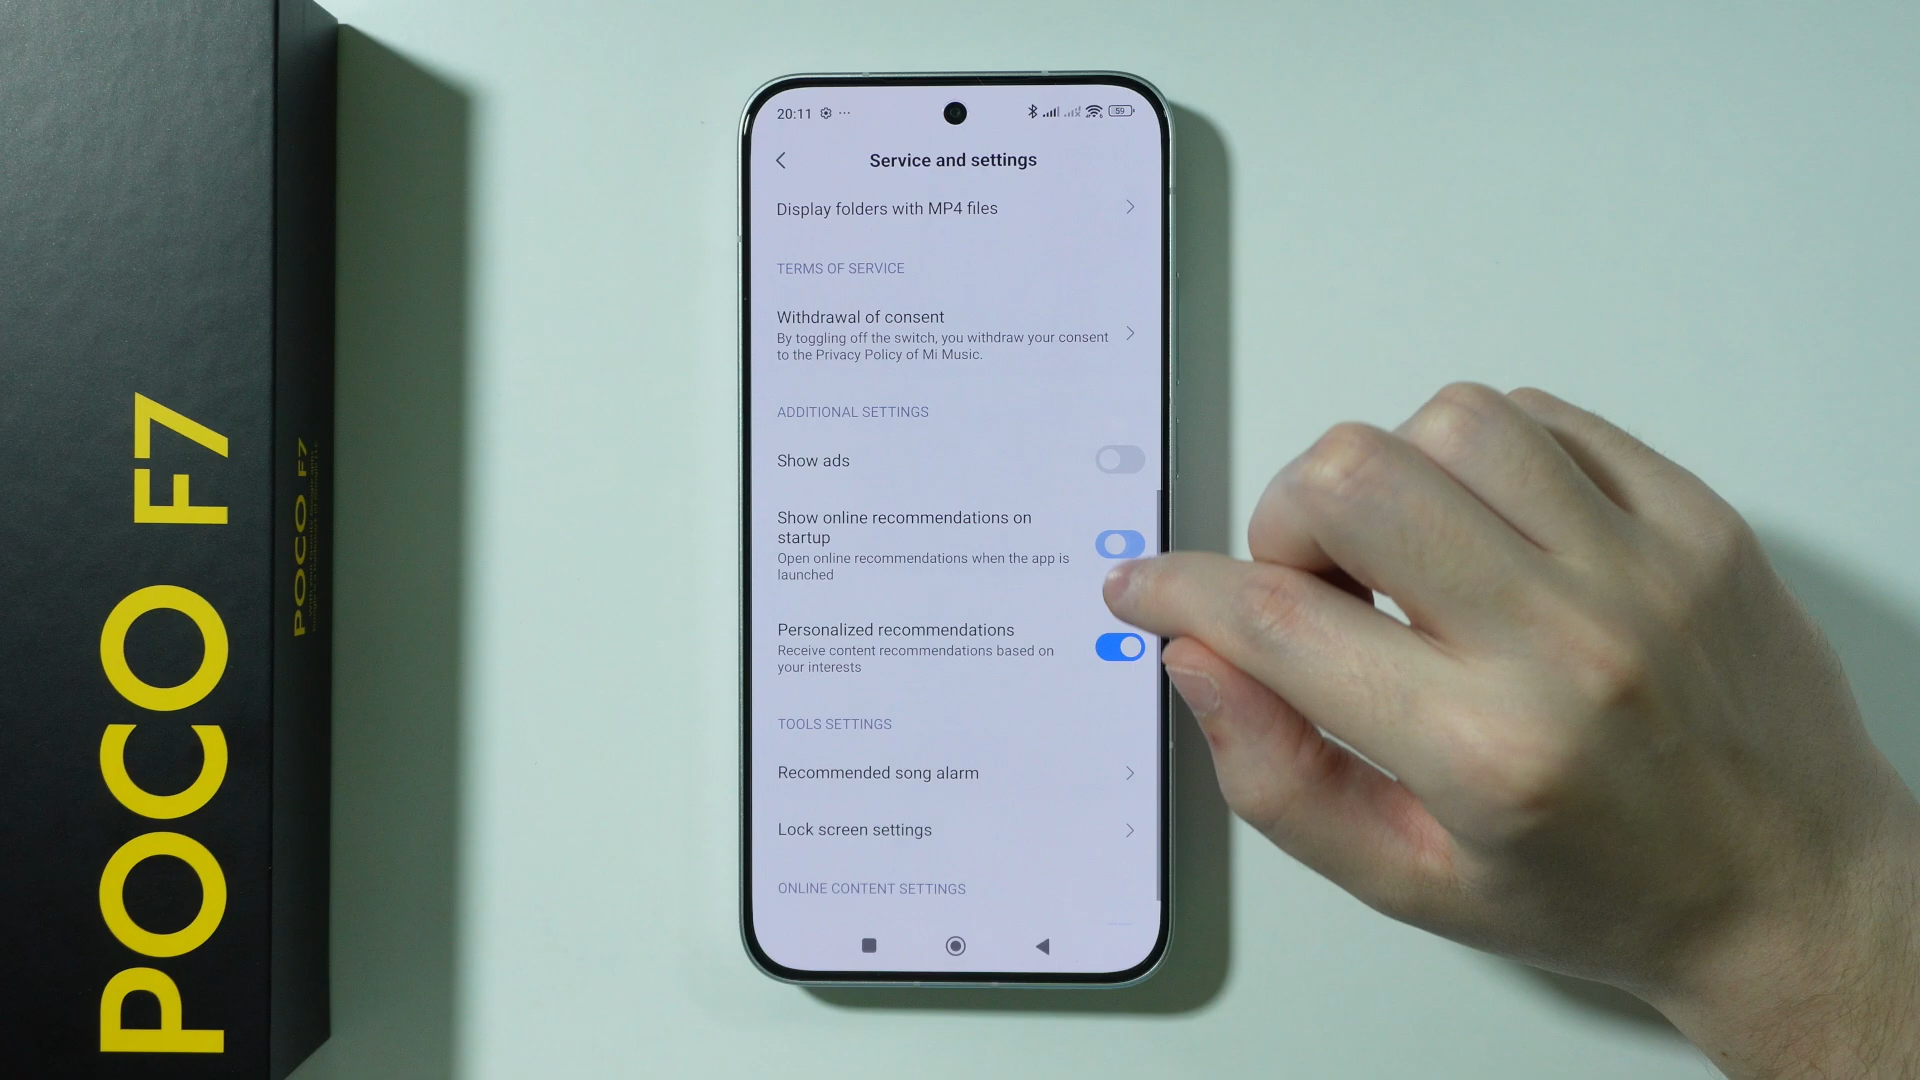 POCO F7
POCO F7
20:11
59
Service and settings
Display folders with MP4 files
TERMS OF SERVICE
Withdrawal of consent
By toggling off the switch, you withdraw your consent
to the Privacy Policy of Mi Music.
ADDITIONAL SETTINGS
Show ads
Show online recommendations on
startup
Open online recommendations when the app is
launched
Personalized recommendations
Receive content recommendations based on
your interests
TOOLS SETTINGS
Recommended song alarm
Lock screen settings
ONLINE CONTENT SETTINGS